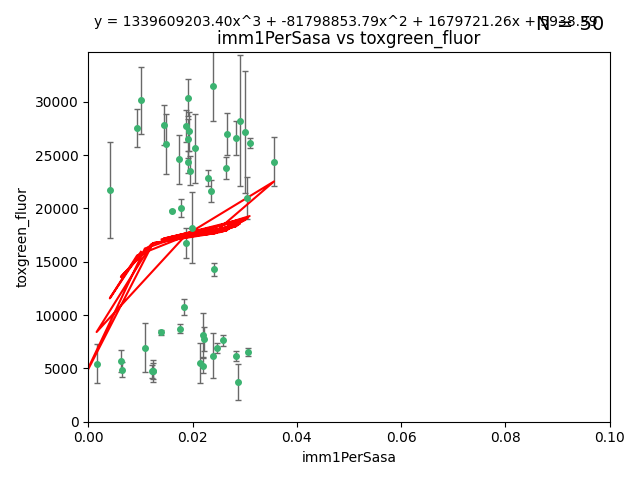 y = 1339609203.40x^3 + -81798853.79x^2 + 1679721.26x +
N = 50
imm1PerSasa vs toxgreen_fluor
30000
25000
20000
15000
10000
5000
0
toxgreen_fluor
0.00 0.02 0.04 0.06 0.08 0.10
imm1PerSasa